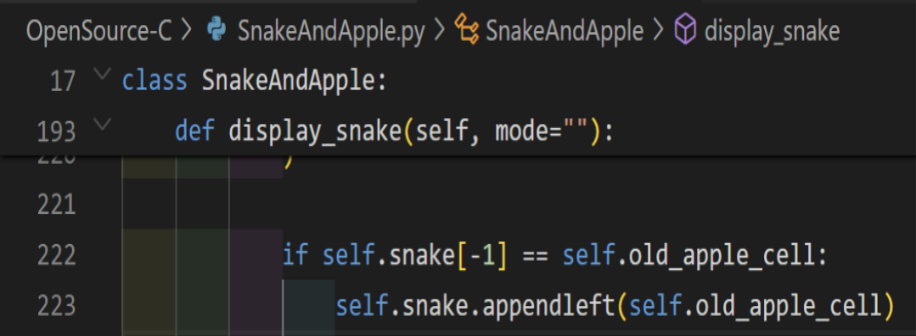 OpenSource-C > SnakeAndApple.py > SnakeAndApple > display_snake
17 class SnakeAndApple:
193 def display_snake(self, mode=""):
220 )
221
222 if self.snake[-1] == self.old_apple_cell:
223 self.snake.appendleft(self.old_apple_cell)